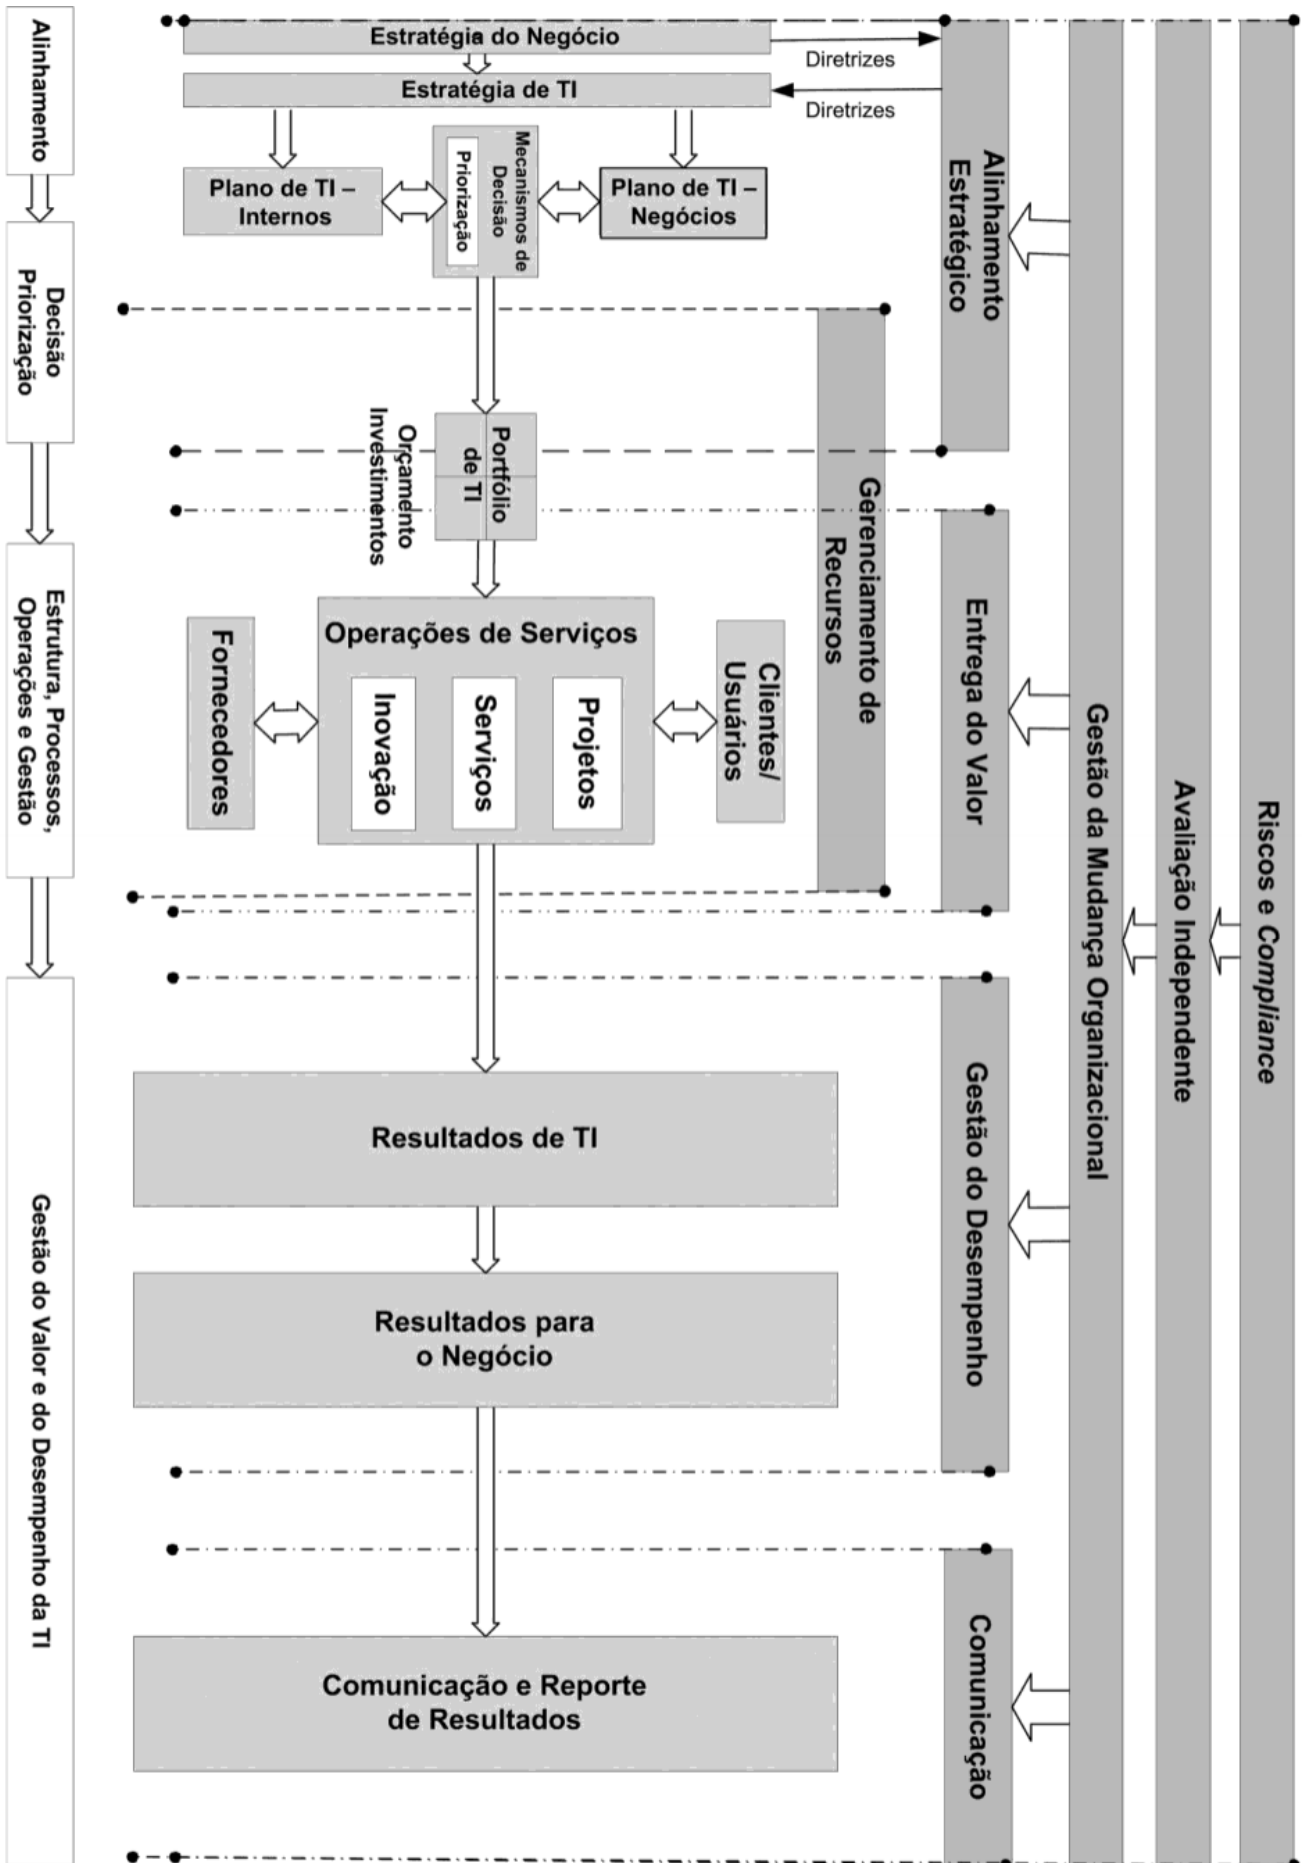 Alinhamento
Decisão
Priorização
Estrutura, Processos,
Operações e Gestão
Gestão do Valor e do Desempenho da TI
Estratégia do Negócio
Diretrizes
Estratégia de TI
Diretrizes
Plano de TI –
Internos
Mecanismos de
Decisão
Priorização
Plano de TI –
Negócios
Portfólio
de TI
Orçamento
Investimentos
Operações de Serviços
Fornecedores
Inovação
Serviços
Projetos
Clientes/
Usuários
Resultados de TI
Resultados para
o Negócio
Comunicação e Reporte
de Resultados
Gerenciamento de
Recursos
Alinhamento
Estratégico
Entrega do Valor
Gestão do Desempenho
Comunicação
Gestão da Mudança Organizacional
Avaliação Independente
Riscos e Compliance